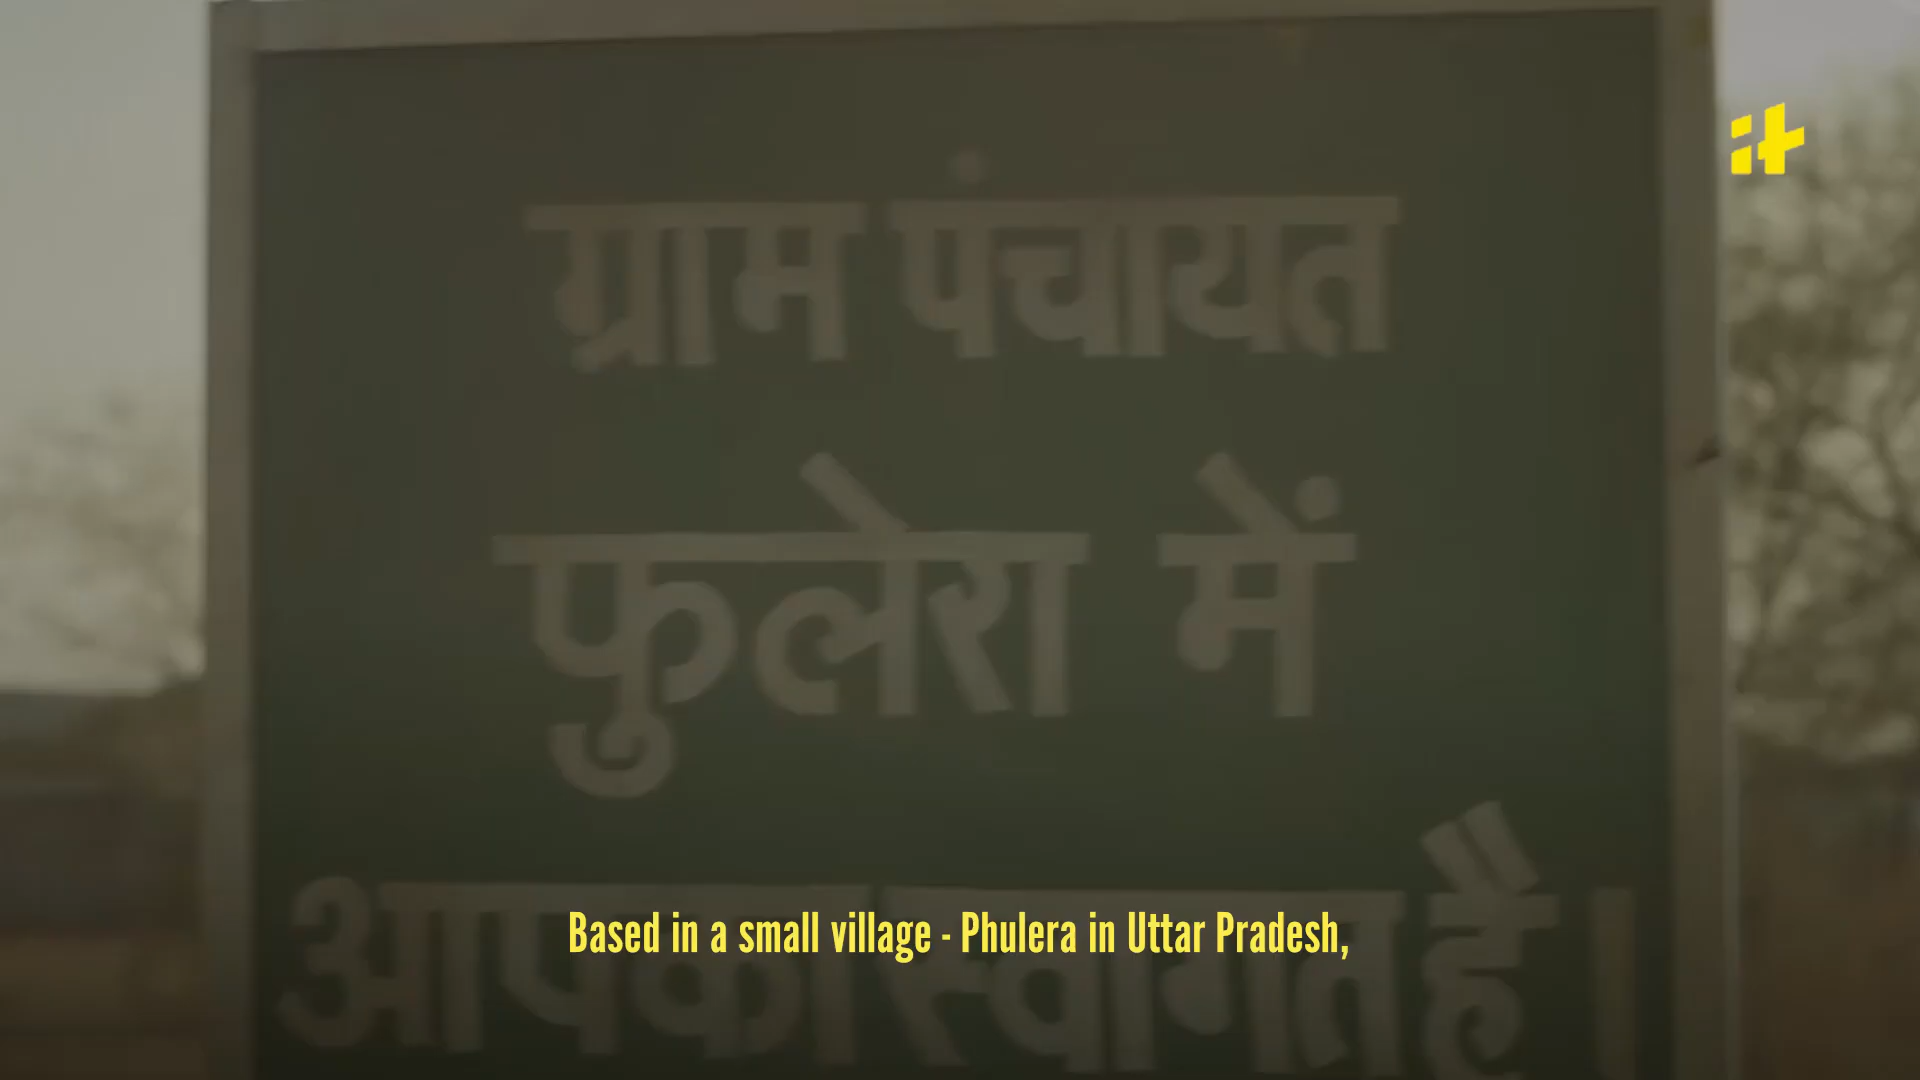 ग्राम पंचायत
फुलेरा में
आपका स्वागत है।
Based in a small village - Phulera in Uttar Pradesh,